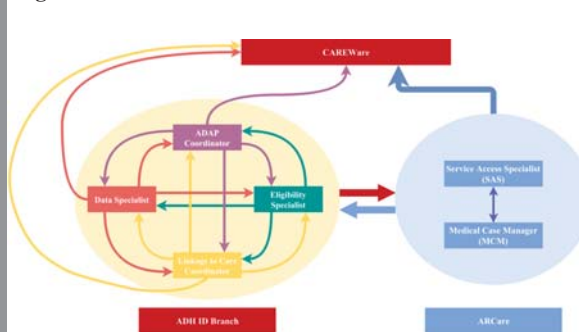 CAREWare
ADAP
Coordinator
Data Specialist
Eligibility
Specialist
Linkage to Care
Coordinator
Service Access Specialist
(SAS)
Medical Case Manager
(MCM)
ADH ID Branch
ARCare